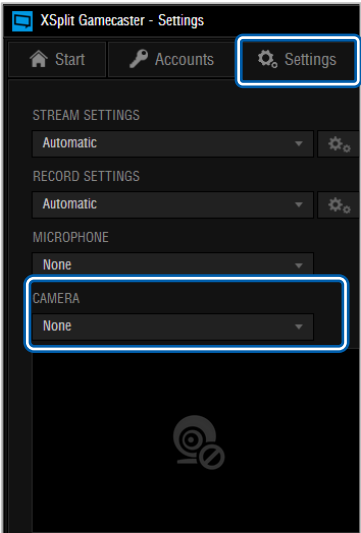 XSplit Gamecaster - Settings
Start Accounts Settings
STREAM SETTINGS
Automatic
RECORD SETTINGS
Automatic
MICROPHONE
None
CAMERA
None